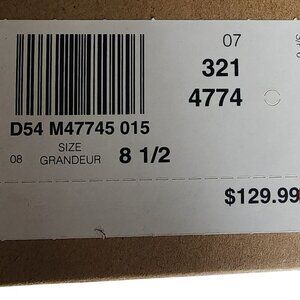 07
321
4774
D54 M47745 015
SIZE
08 GRANDEUR 8 1/2
$129.99